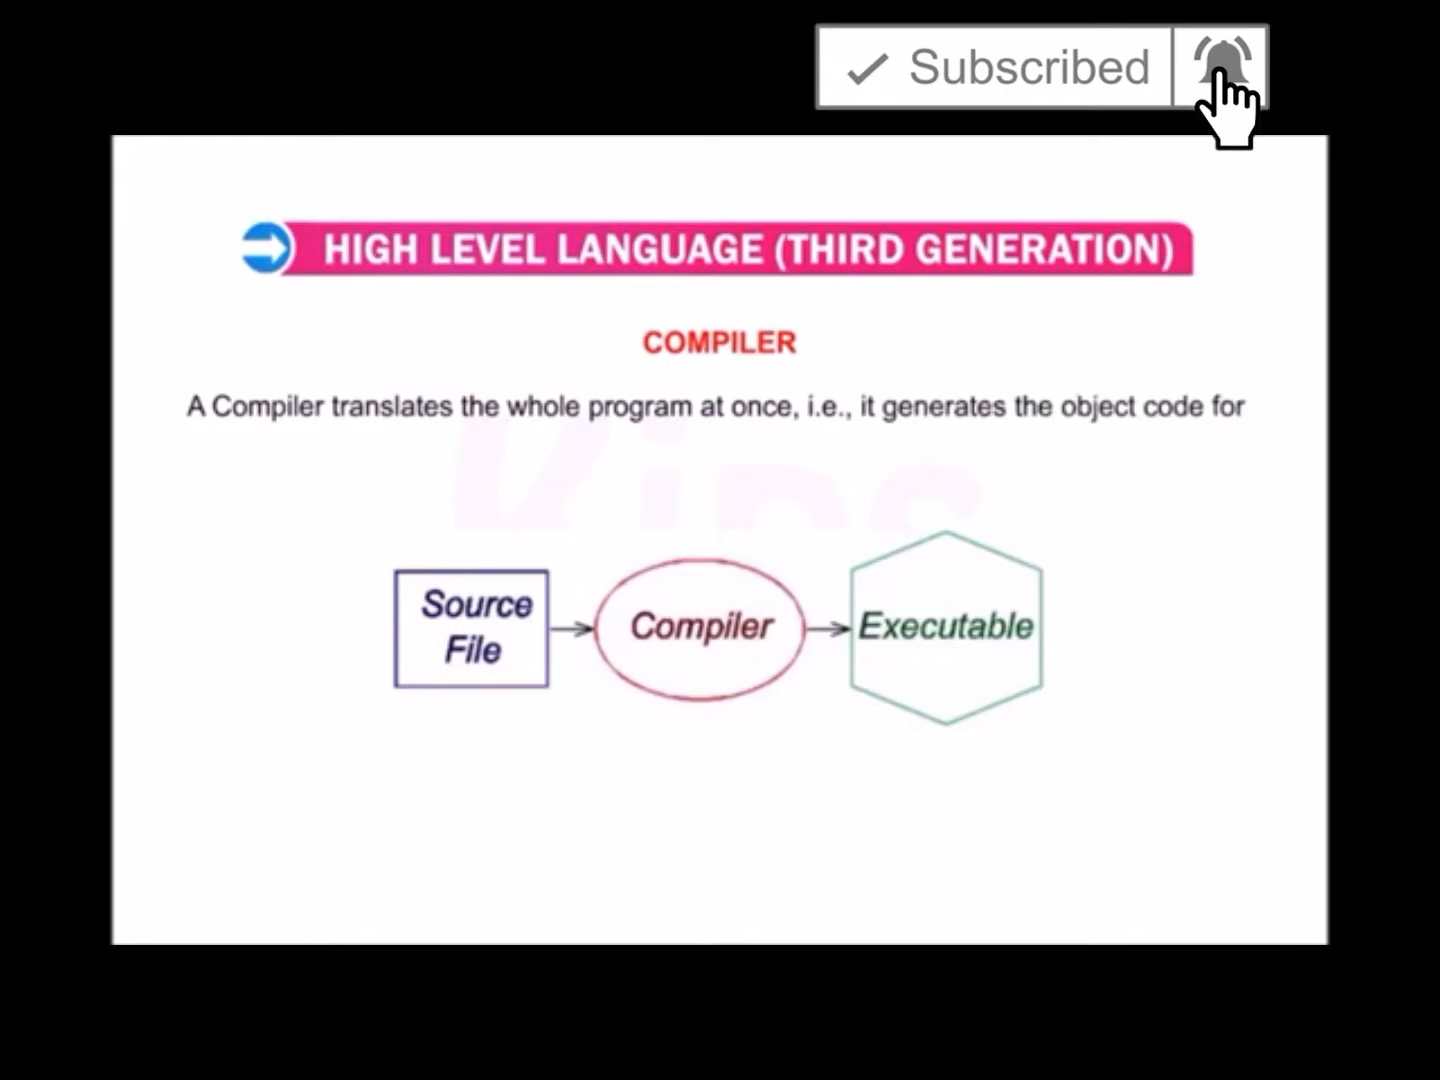 Subscribed
HIGH LEVEL LANGUAGE (THIRD GENERATION)
COMPILER
A Compiler translates the whole program at once, i.e., it generates the object code for
Kips
Source
File
Compiler
Executable